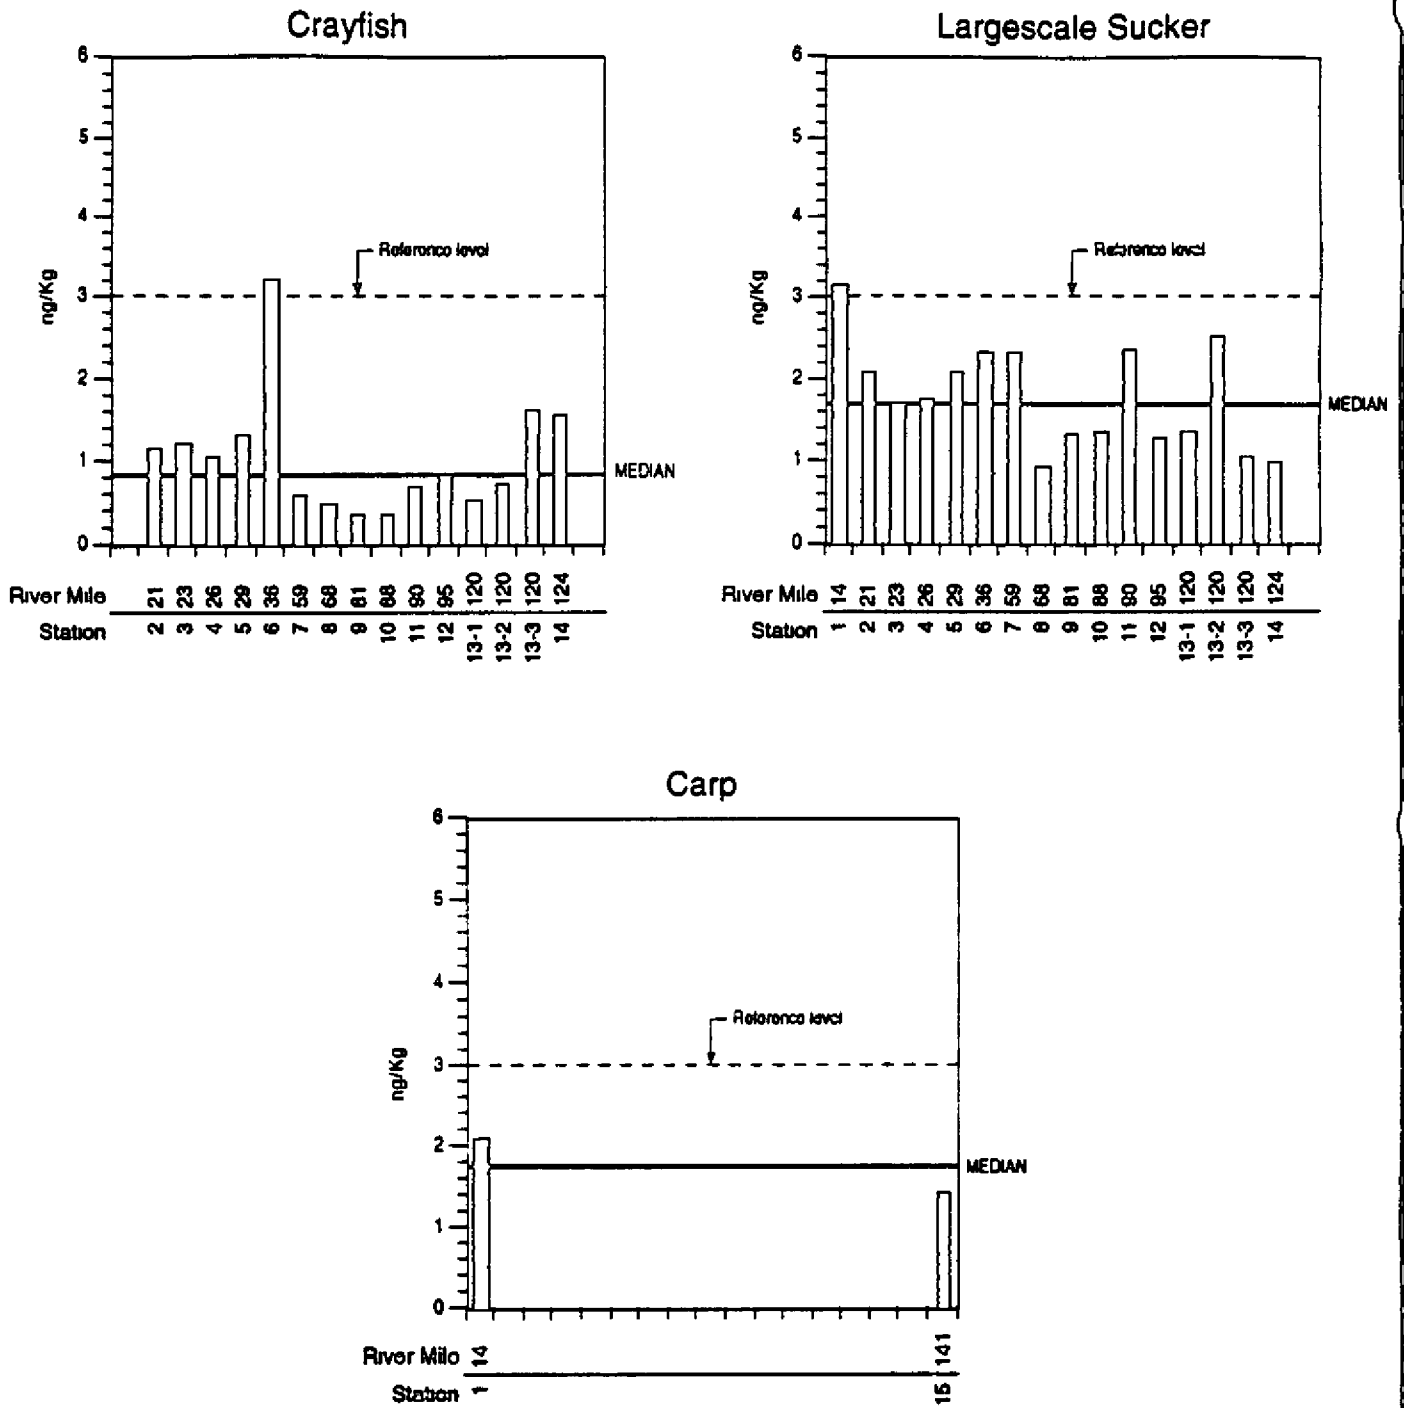 Crayfish
6
5
4
3
2
1
0
ng/Kg
Reference level
MEDIAN
River Mile 21 23 26 29 36 59 68 81 88 90 95 120 120 120 124
Station 2 3 4 5 6 7 8 9 10 11 12 13-1 13-2 13-3 14
Largescale Sucker
6
5
4
3
2
1
0
ng/Kg
Reference level
MEDIAN
River Mile 14 21 23 26 29 36 59 68 81 88 90 95 120 120 120 124
Station 1 2 3 4 5 6 7 8 9 10 11 12 13-1 13-2 13-3 14
Carp
6
5
4
3
2
1
0
ng/Kg
Reference level
MEDIAN
River Mile 14 141
Station 1 15